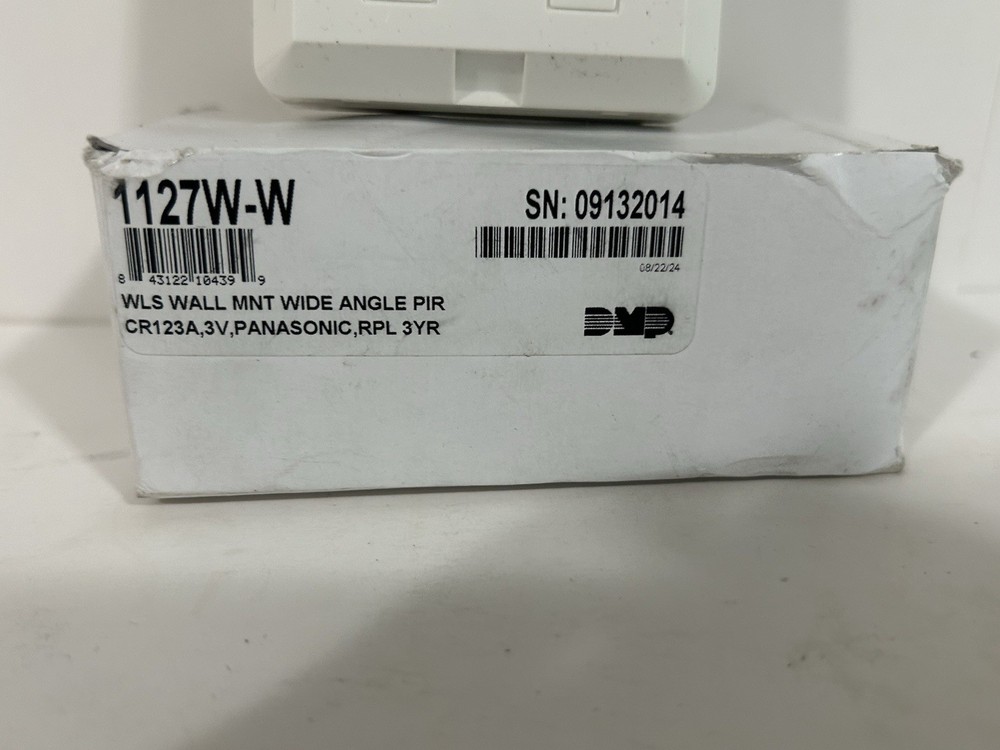 1127W-W
SN: 09132014
8 43122 10439 9
08/22/24
WLS WALL MNT WIDE ANGLE PIR
CR123A,3V,PANASONIC,RPL 3YR
DMP